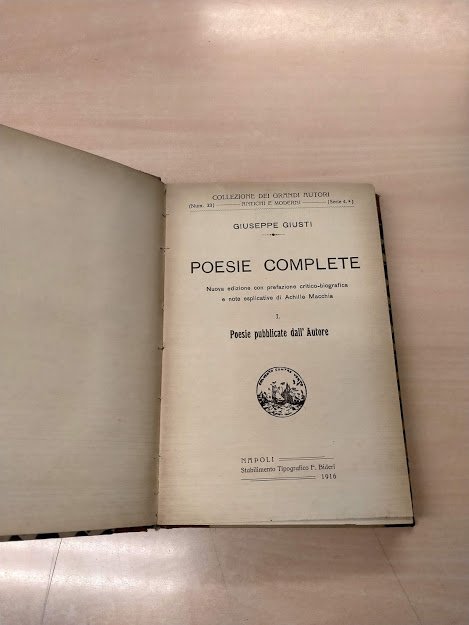 COLLEZIONE DEI GRANDI AUTORI
(Num. 23) ANTICHI E MODERNI (Serie 4.ª)
GIUSEPPE GIUSTI
POESIE COMPLETE
Nuova edizione con prefazione critico-biografica
e note esplicative di Achille Macchia
I.
Poesie pubblicate dall' Autore
NAPOLI
Stabilimento Tipografico F. Bideri
1916